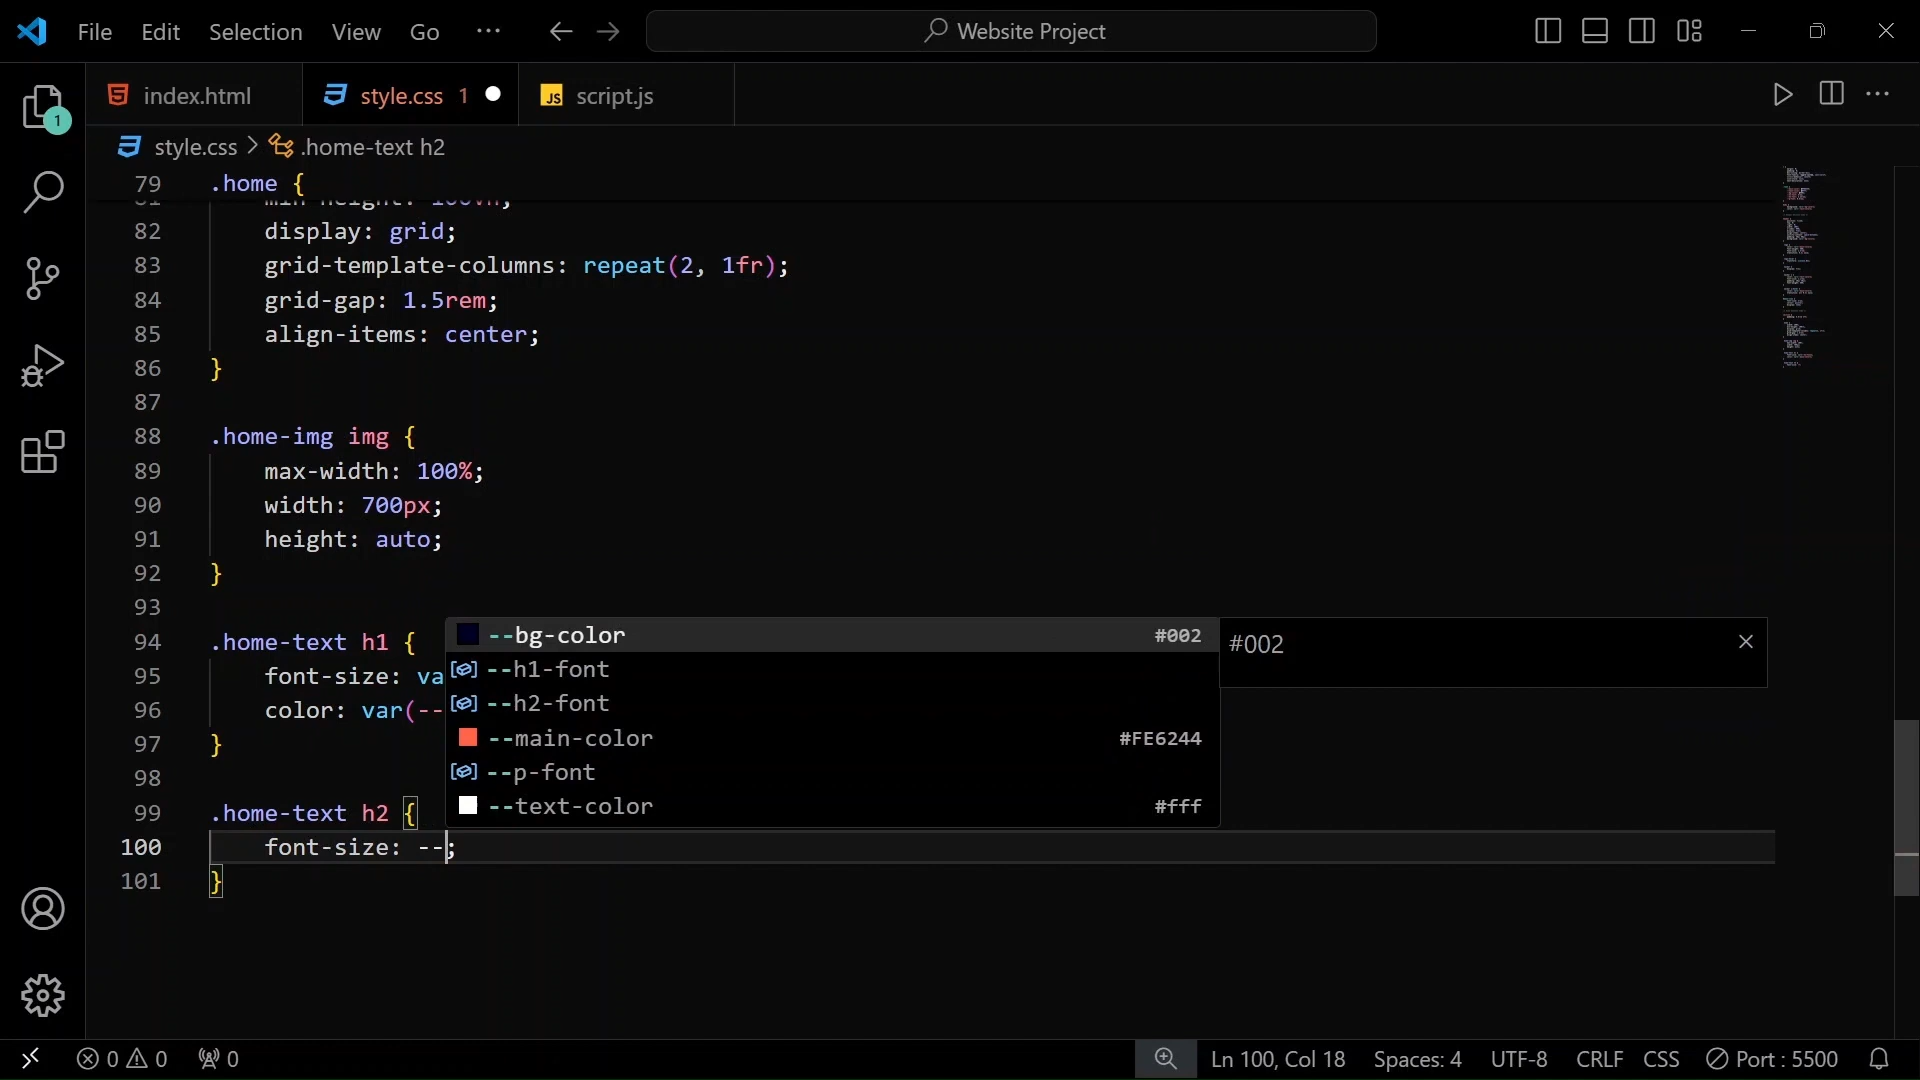 File Edit Selection View Go ··· Website Project
index.html style.css 1 script.js
1
style.css > .home-text h2
79 .home {
81 min-height: 100vh;
82 display: grid;
83 grid-template-columns: repeat(2, 1fr);
84 grid-gap: 1.5rem;
85 align-items: center;
86 }
87
88 .home-img img {
89 max-width: 100%;
90 width: 700px;
91 height: auto;
92 }
93
94 .home-text h1 {
95 font-size: va
96 color: var(--
97 }
98
99 .home-text h2 {
100 font-size: --;
101 }
--bg-color #002
--h1-font
--h2-font
--main-color #FE6244
--p-font
--text-color #fff
#002
0 0 0 Ln 100, Col 18 Spaces: 4 UTF-8 CRLF CSS Port : 5500